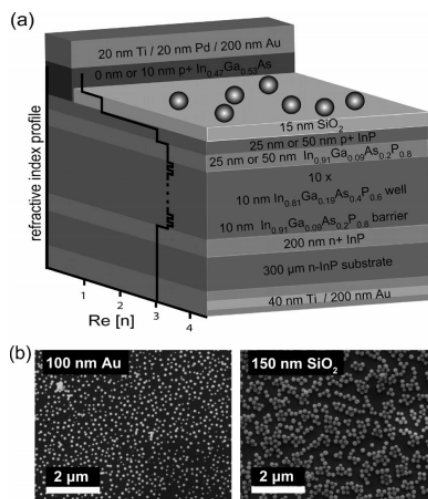 (a)
20 nm Ti / 20 nm Pd / 200 nm Au
0 nm or 10 nm p+ In0.47Ga0.53As
15 nm SiO2
25 nm or 50 nm p+ InP
25 nm or 50 nm In0.91Ga0.09As0.2P0.8
10 x
10 nm In0.81Ga0.19As0.4P0.6 well
10 nm In0.91Ga0.09As0.2P0.8 barrier
200 nm n+ InP
300 µm n-InP substrate
40 nm Ti / 200 nm Au
refractive index profile
1
2
3
4
Re [n]
(b)
100 nm Au
2 µm
150 nm SiO2
2 µm